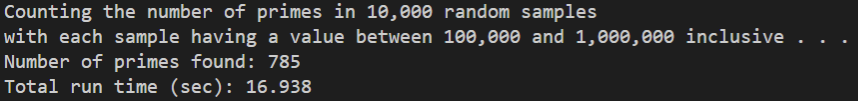 Counting the number of primes in 10,000 random samples
with each sample having a value between 100,000 and 1,000,000 inclusive . . .
Number of primes found: 785
Total run time (sec): 16.938